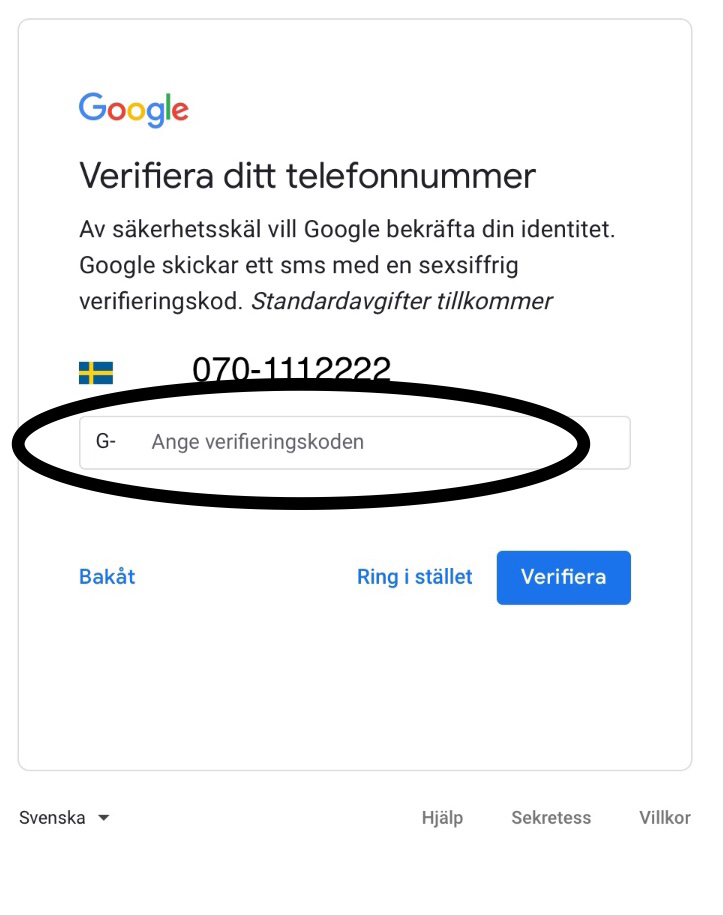 Google
Verifiera ditt telefonnummer
Av säkerhetsskäl vill Google bekräfta din identitet.
Google skickar ett sms med en sexsiffrig
verifieringskod. Standardavgifter tillkommer
070-1112222
G- Ange verifieringskoden
Bakåt Ring i stället Verifiera
Svenska Hjälp Sekretess Villkor